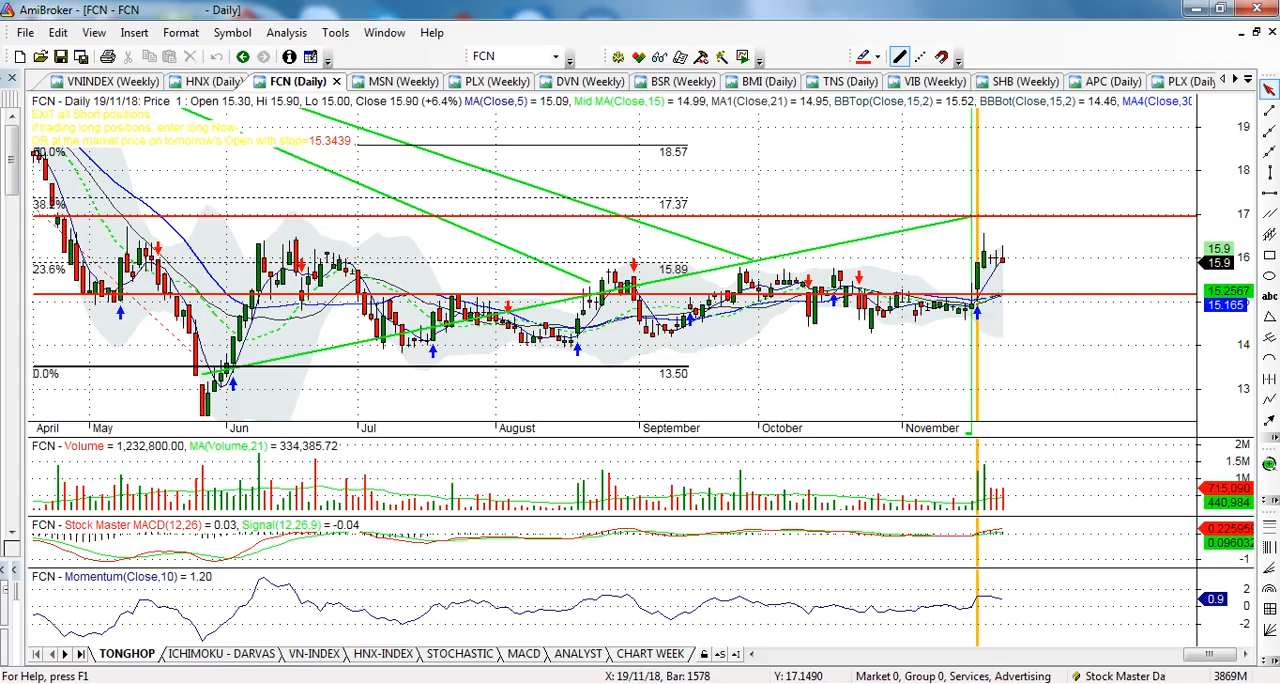 AmiBroker - [FCN - FCN - Daily]
File Edit View Insert Format Symbol Analysis Tools Window Help
FCN
VNINDEX (Weekly) HNX (Daily) FCN (Daily) MSN (Weekly) PLX (Weekly) DVN (Weekly) BSR (Weekly) BMI (Daily) TNS (Daily) VIB (Weekly) SHB (Weekly) APC (Daily) PLX (Daily
FCN - Daily 19/11/18: Price 1: Open 15.30, Hi 15.90, Lo 15.00, Close 15.90 (+6.4%) MA(Close,5) = 15.09, Mid MA(Close,15) = 14.99, MA1(Close,21) = 14.95, BBTop(Close,15,2) = 15.52, BBBot(Close,15,2) = 14.46, MA4(Close,30
EXIT all Short positions
if trading long positions, enter long Now-
OR at the market price on tomorrow's Open with stop=15.3439
19
18.57
18
38.2%
17.37
17
15.9
16
15.9
23.6%
15.89
15.2567
15.165
14
0.0%
13.50
13
April May Jun Jul August September October November
FCN - Volume = 1,232,800.00, MA(Volume,21) = 334,385.72
2M
1.5M
1M
715,090
440,984
FCN - Stock Master MACD(12,26) = 0.03, Signal(12,26,9) = -0.04
0.225959
0.096032
-1
FCN - Momentum(Close,10) = 1.20
2
0.9
0
-2
TONGHOP ICHIMOKU - DARVAS VN-INDEX HNX-INDEX STOCHASTIC MACD ANALYST CHART WEEK
abc
For Help, press F1 X: 19/11/18, Bar: 1578 Y: 17.1490 Market 0, Group 0, Services, Advertising Stock Master Da 3869M